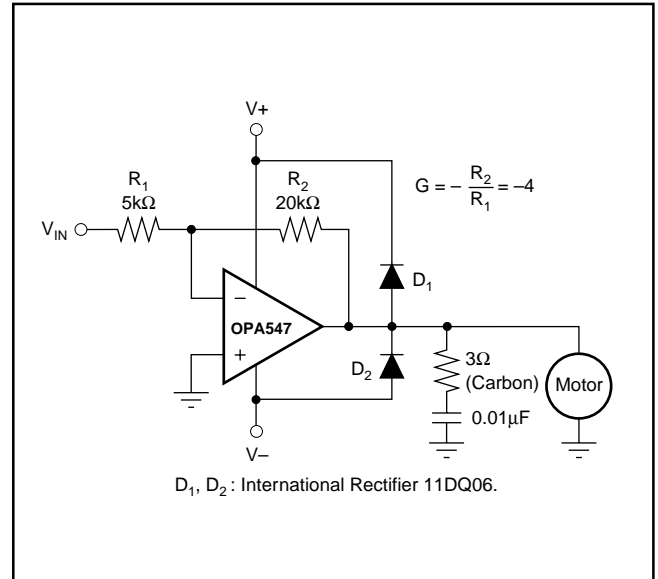 V+
R1
5kΩ
R2
20kΩ
G = – R2/R1 = –4
VIN
–
OPA547
+
D1
D2
3Ω
(Carbon)
0.01µF
Motor
V–
D1, D2 : International Rectifier 11DQ06.